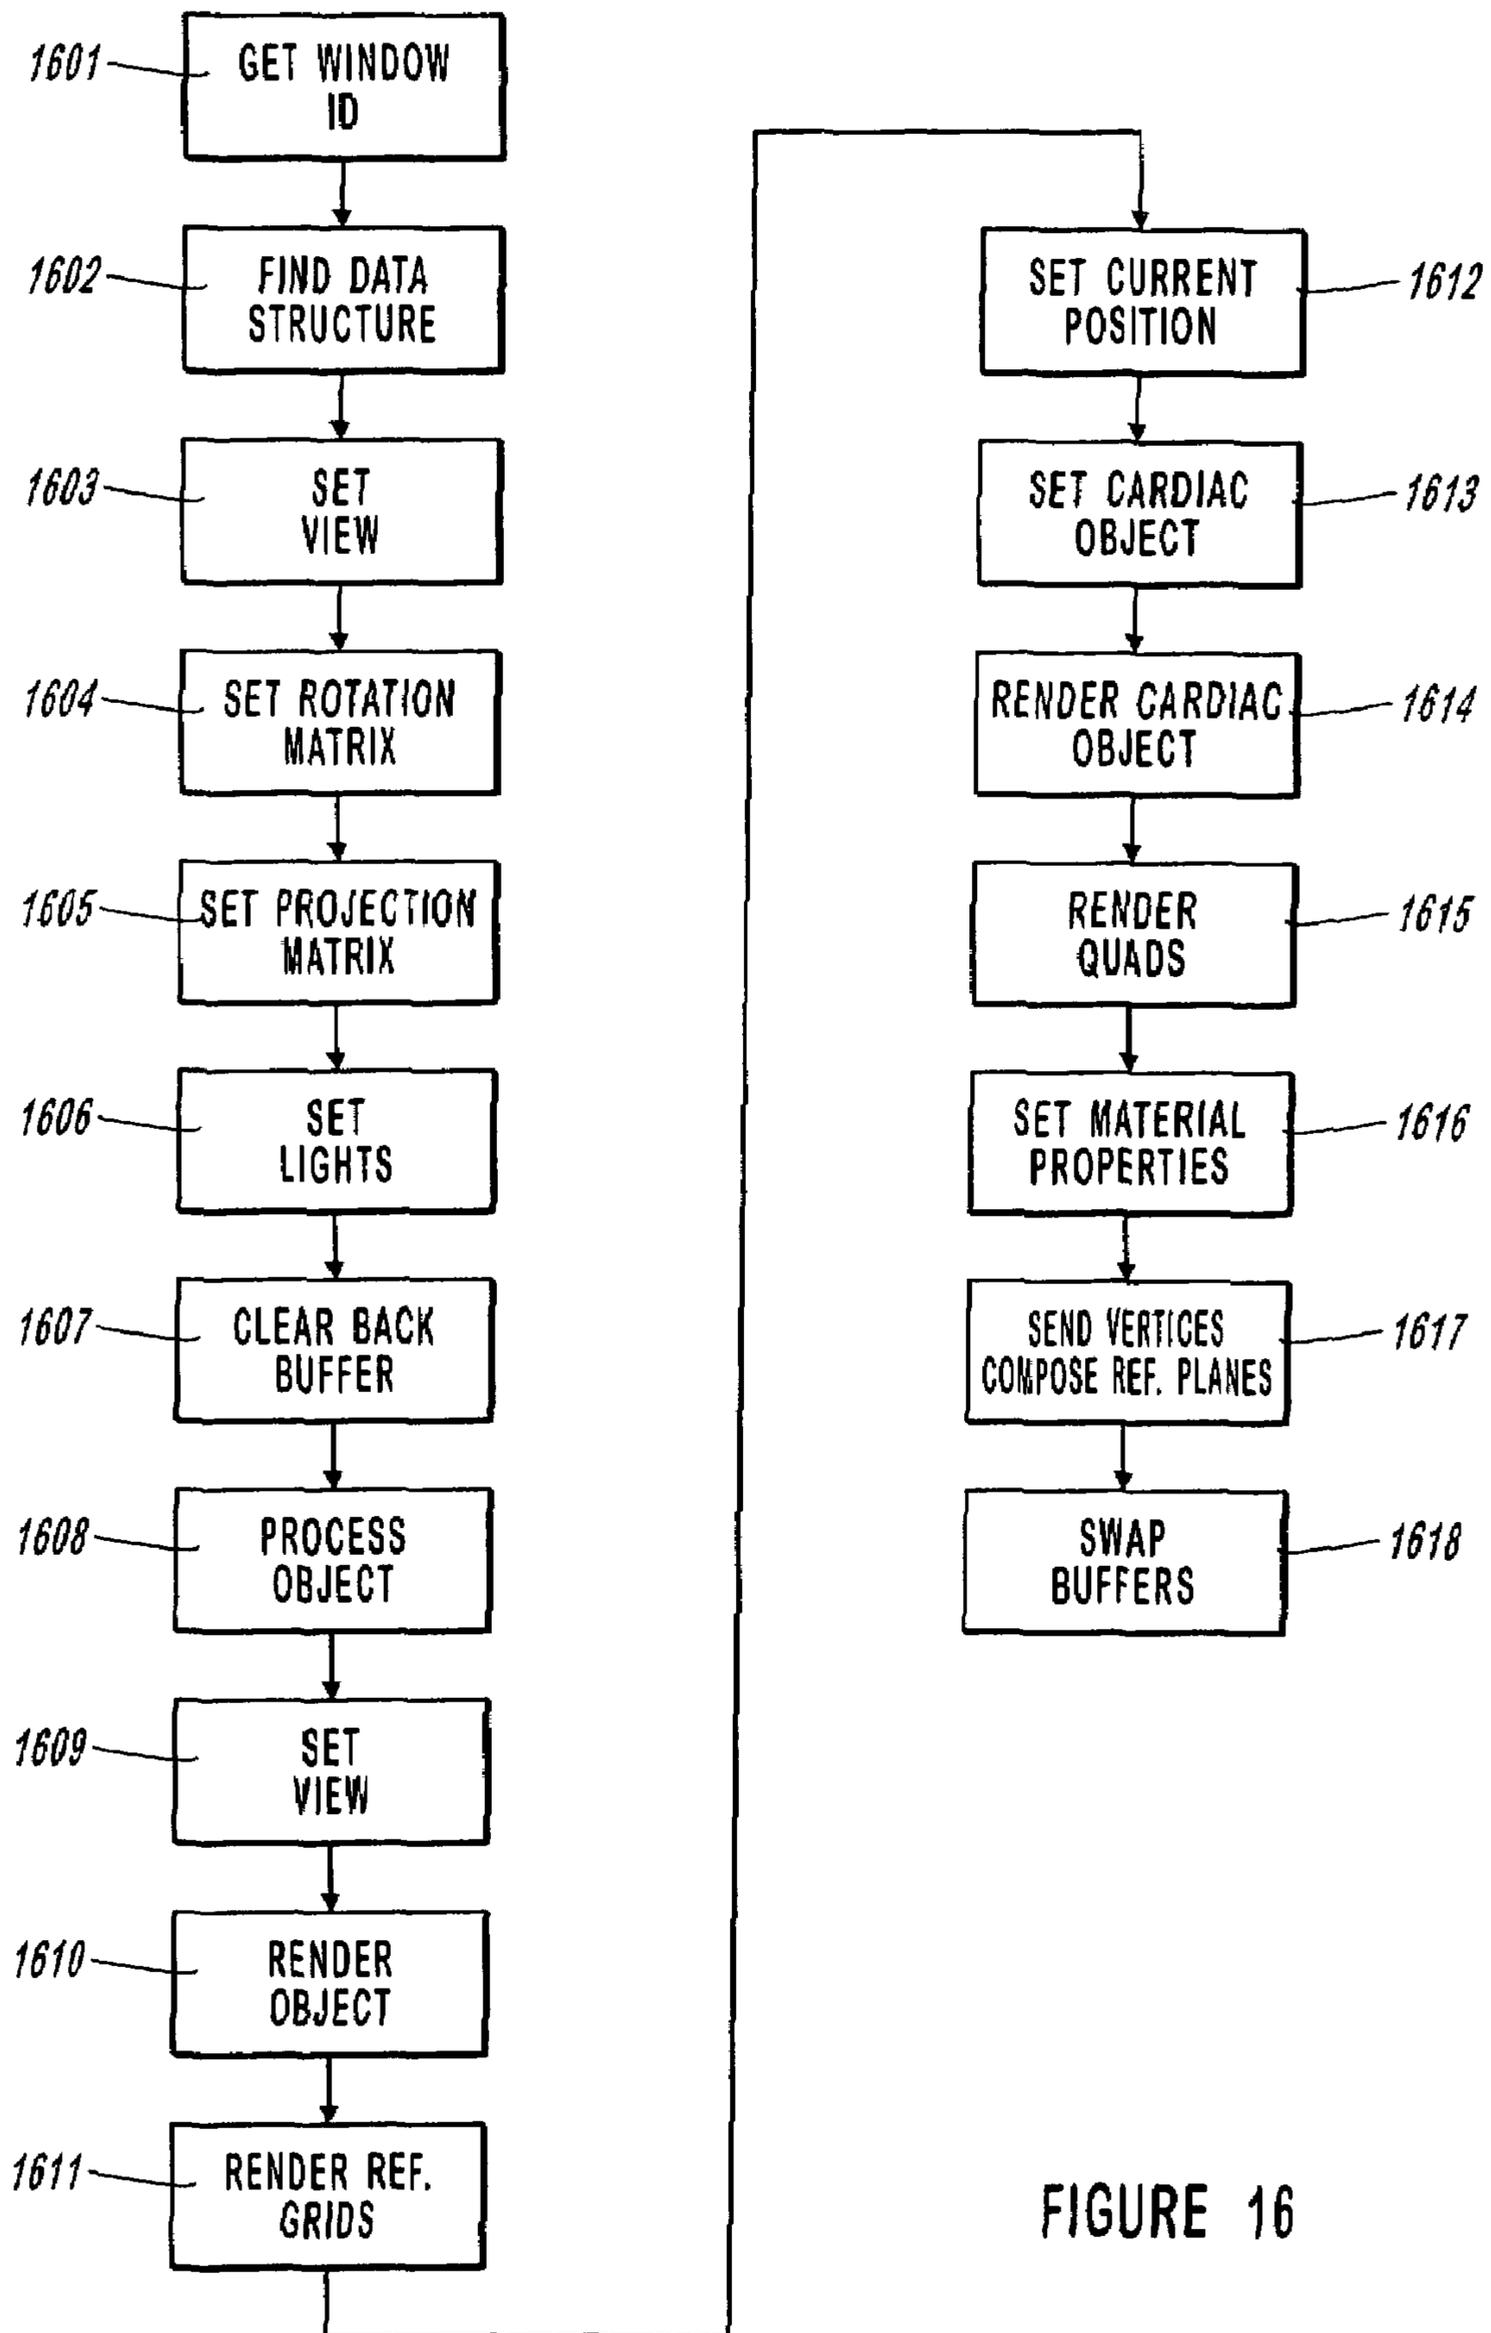 1601
GET WINDOW
ID
1602
FIND DATA
STRUCTURE
1603
SET
VIEW
1604
SET ROTATION
MATRIX
1605
SET PROJECTION
MATRIX
1606
SET
LIGHTS
1607
CLEAR BACK
BUFFER
1608
PROCESS
OBJECT
1609
SET
VIEW
1610
RENDER
OBJECT
1611
RENDER REF.
GRIDS
SET CURRENT
POSITION
1612
SET CARDIAC
OBJECT
1613
RENDER CARDIAC
OBJECT
1614
RENDER
QUADS
1615
SET MATERIAL
PROPERTIES
1616
SEND VERTICES
COMPOSE REF. PLANES
1617
SWAP
BUFFERS
1618
FIGURE 16